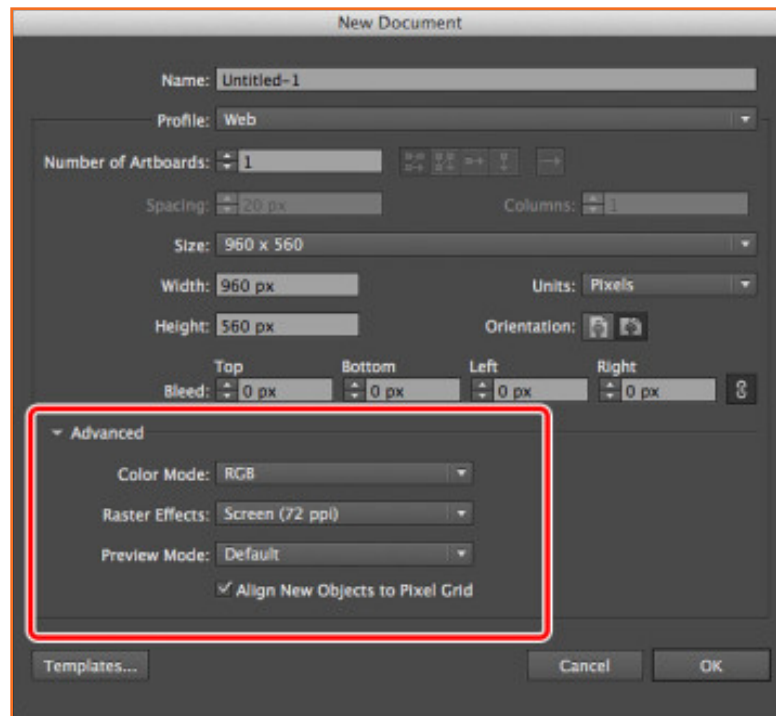 New Document
Name: Untitled-1
Profile: Web
Number of Artboards: 1
Spacing: 20 px Columns: 1
Size: 960 x 560
Width: 960 px Units: Pixels
Height: 560 px Orientation:
Top Bottom Left Right
Bleed: 0 px 0 px 0 px 0 px
Advanced
Color Mode: RGB
Raster Effects: Screen (72 ppi)
Preview Mode: Default
Align New Objects to Pixel Grid
Templates... Cancel OK